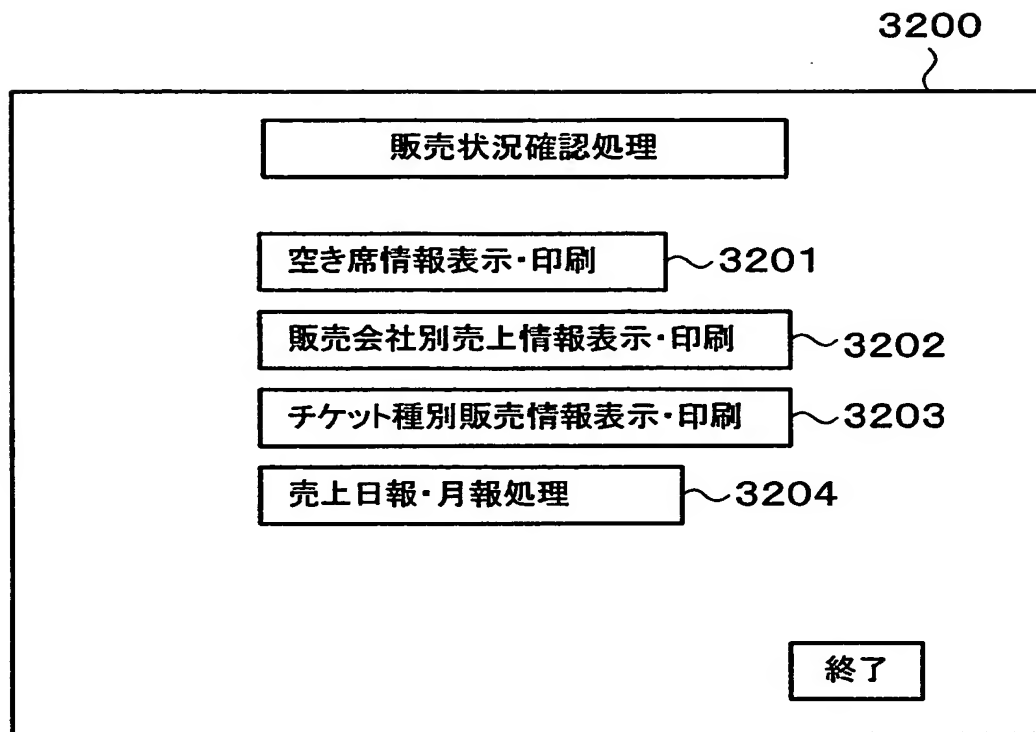 3200
販売状況確認処理
空き席情報表示・印刷 3201
販売会社別売上情報表示・印刷 3202
チケット種別販売情報表示・印刷 3203
売上日報・月報処理 3204
終了